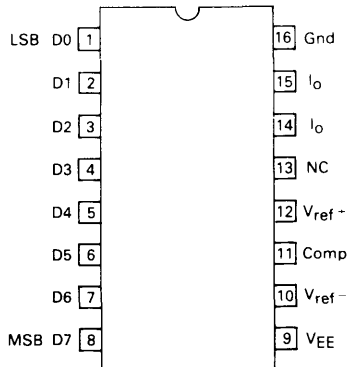 LSB D0 1 16 Gnd
D1 2 15 IO
D2 3 14 IO
D3 4 13 NC
D4 5 12 Vref +
D5 6 11 Comp
D6 7 10 Vref −
MSB D7 8 9 VEE